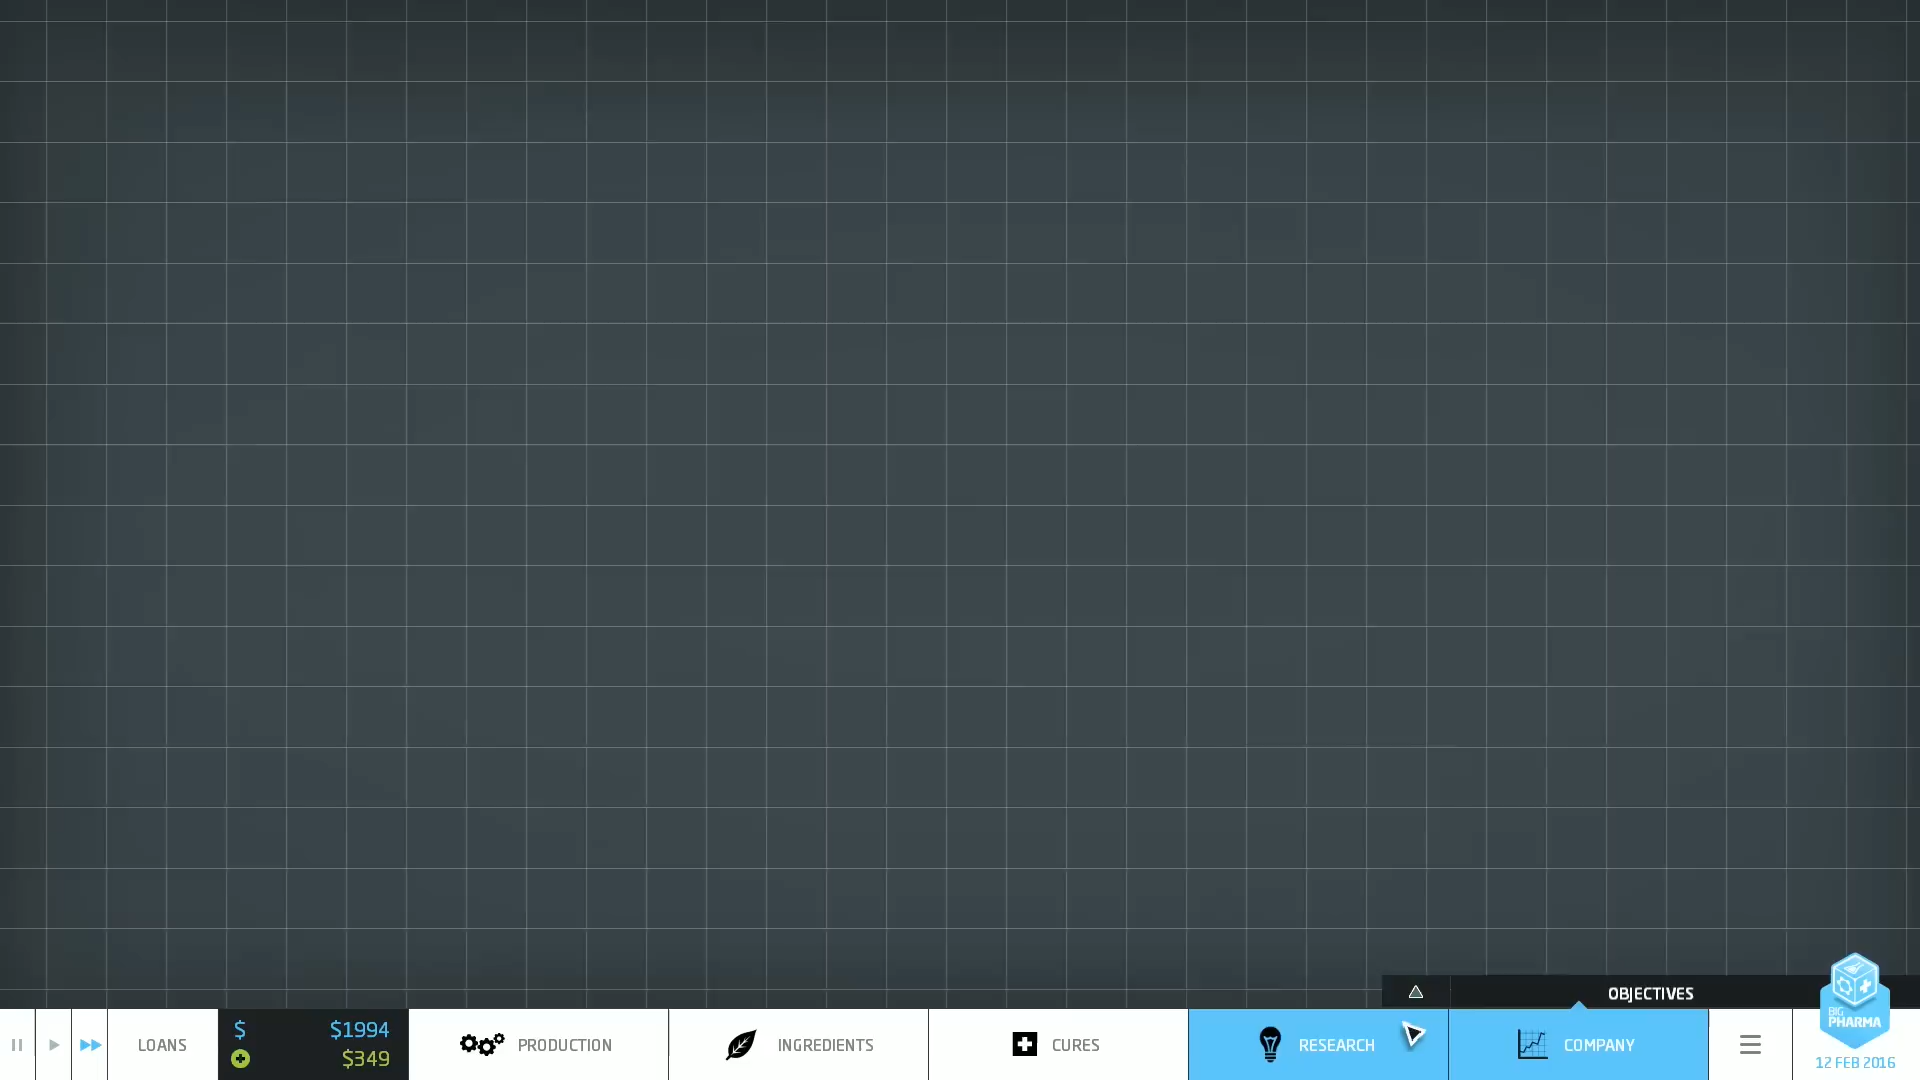 OBJECTIVES
LOANS
$ $1994
$349
PRODUCTION
INGREDIENTS
CURES
RESEARCH
COMPANY
BIG
PHARMA
12 FEB 2016